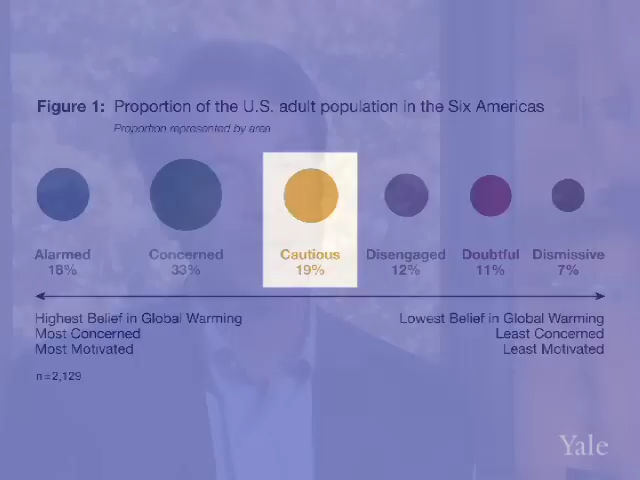 Figure 1: Proportion of the U.S. adult population in the Six Americas
Proportion represented by area
Alarmed Concerned Cautious Disengaged Doubtful Dismissive
18% 33% 19% 12% 11% 7%
Highest Belief in Global Warming Lowest Belief in Global Warming
Most Concerned Least Concerned
Most Motivated Least Motivated
n=2,129
Yale